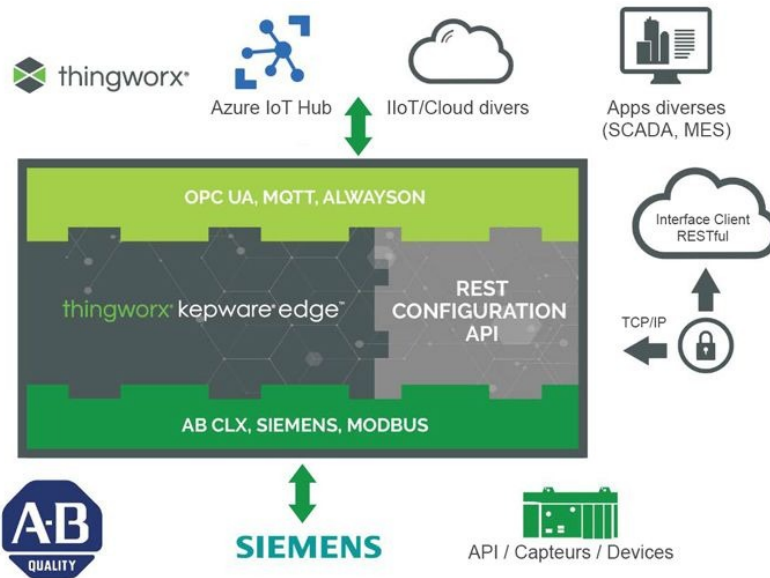 thingworx®
Azure IoT Hub
IIoT/Cloud divers
Apps diverses
(SCADA, MES)
OPC UA, MQTT, ALWAYSON
Interface Client
RESTful
thingworx® kepware® edge™
REST
CONFIGURATION
API
TCP/IP
AB CLX, SIEMENS, MODBUS
A-B
QUALITY
SIEMENS
API / Capteurs / Devices